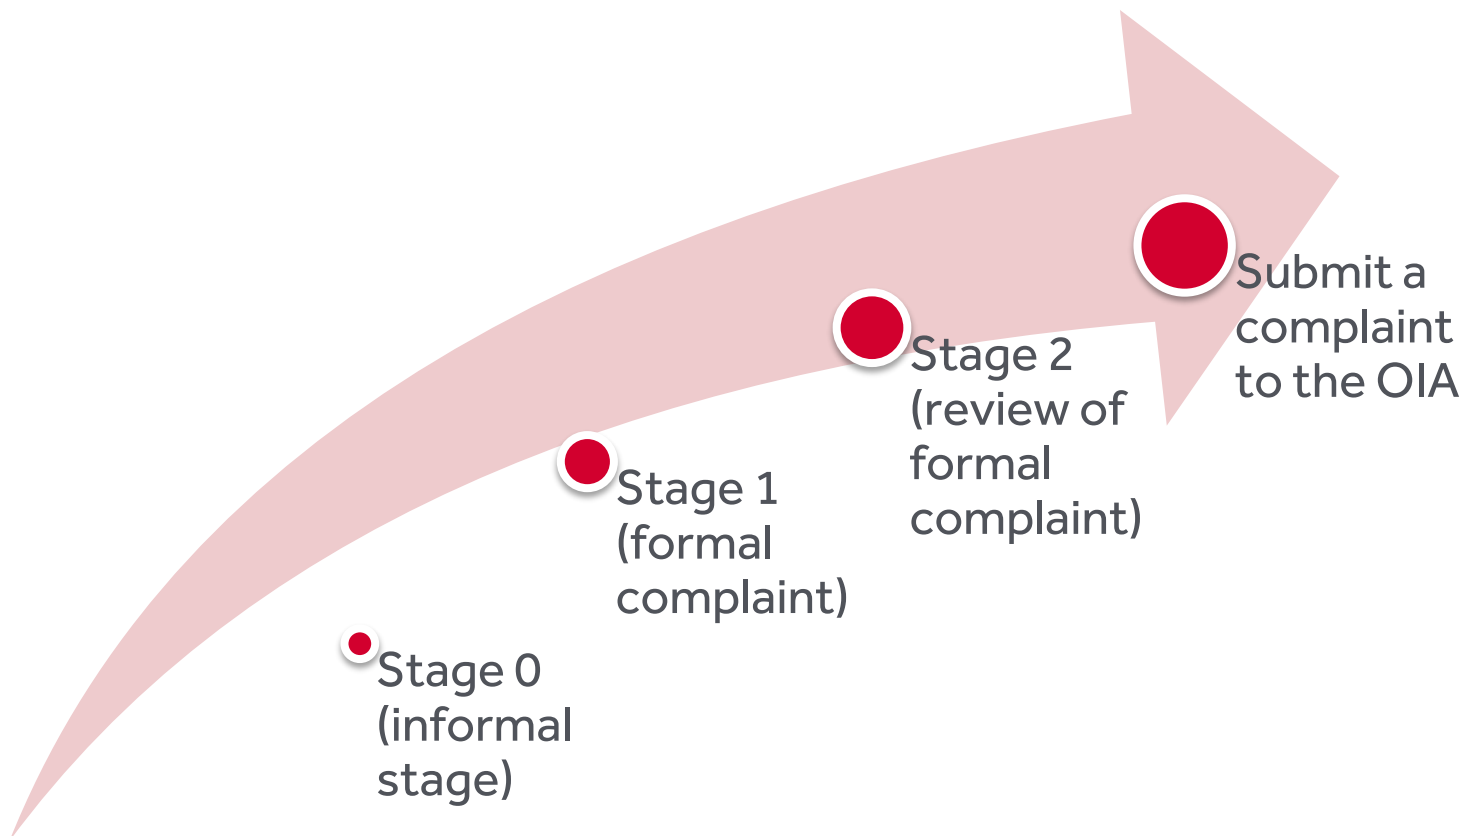 Stage 0
(informal
stage)
Stage 1
(formal
complaint)
Stage 2
(review of
formal
complaint)
Submit a
complaint
to the OIA